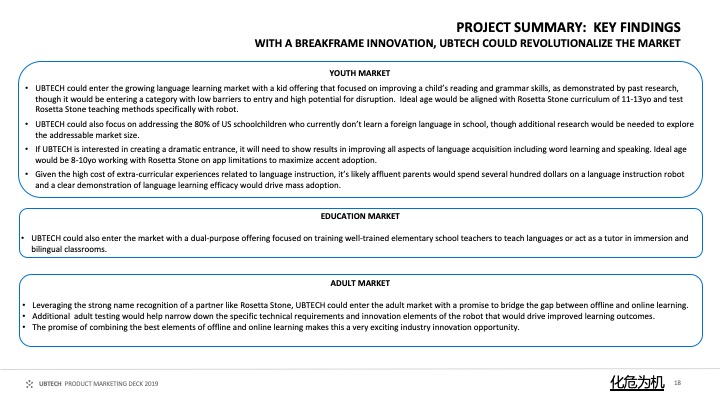 PROJECT SUMMARY: KEY FINDINGS
WITH A BREAKFRAME INNOVATION, UBTECH COULD REVOLUTIONALIZE THE MARKET
YOUTH MARKET
• UBTECH could enter the growing language learning market with a kid offering that focused on improving a child's reading and grammar skills, as demonstrated by past research,
though it would be entering a category with low barriers to entry and high potential for disruption. Ideal age would be aligned with Rosetta Stone curriculum of 11-13yo and test
Rosetta Stone teaching methods specifically with robot.
• UBTECH could also focus on addressing the 80% of US schoolchildren who currently don't learn a foreign language in school, though additional research would be needed to explore
the addressable market size.
• If UBTECH is interested in creating a dramatic entrance, it will need to show results in improving all aspects of language acquisition including word learning and speaking. Ideal age
would be 8-10yo working with Rosetta Stone on app limitations to maximize accent adoption.
• Given the high cost of extra-curricular experiences related to language instruction, it's likely affluent parents would spend several hundred dollars on a language instruction robot
and a clear demonstration of language learning efficacy would drive mass adoption.
EDUCATION MARKET
• UBTECH could also enter the market with a dual-purpose offering focused on training well-trained elementary school teachers to teach languages or act as a tutor in immersion and
bilingual classrooms.
ADULT MARKET
• Leveraging the strong name recognition of a partner like Rosetta Stone, UBTECH could enter the adult market with a promise to bridge the gap between offline and online learning.
• Additional adult testing would help narrow down the specific technical requirements and innovation elements of the robot that would drive improved learning outcomes.
• The promise of combining the best elements of offline and online learning makes this a very exciting industry innovation opportunity.
UBTECH PRODUCT MARKETING DECK 2019
化危为机
18